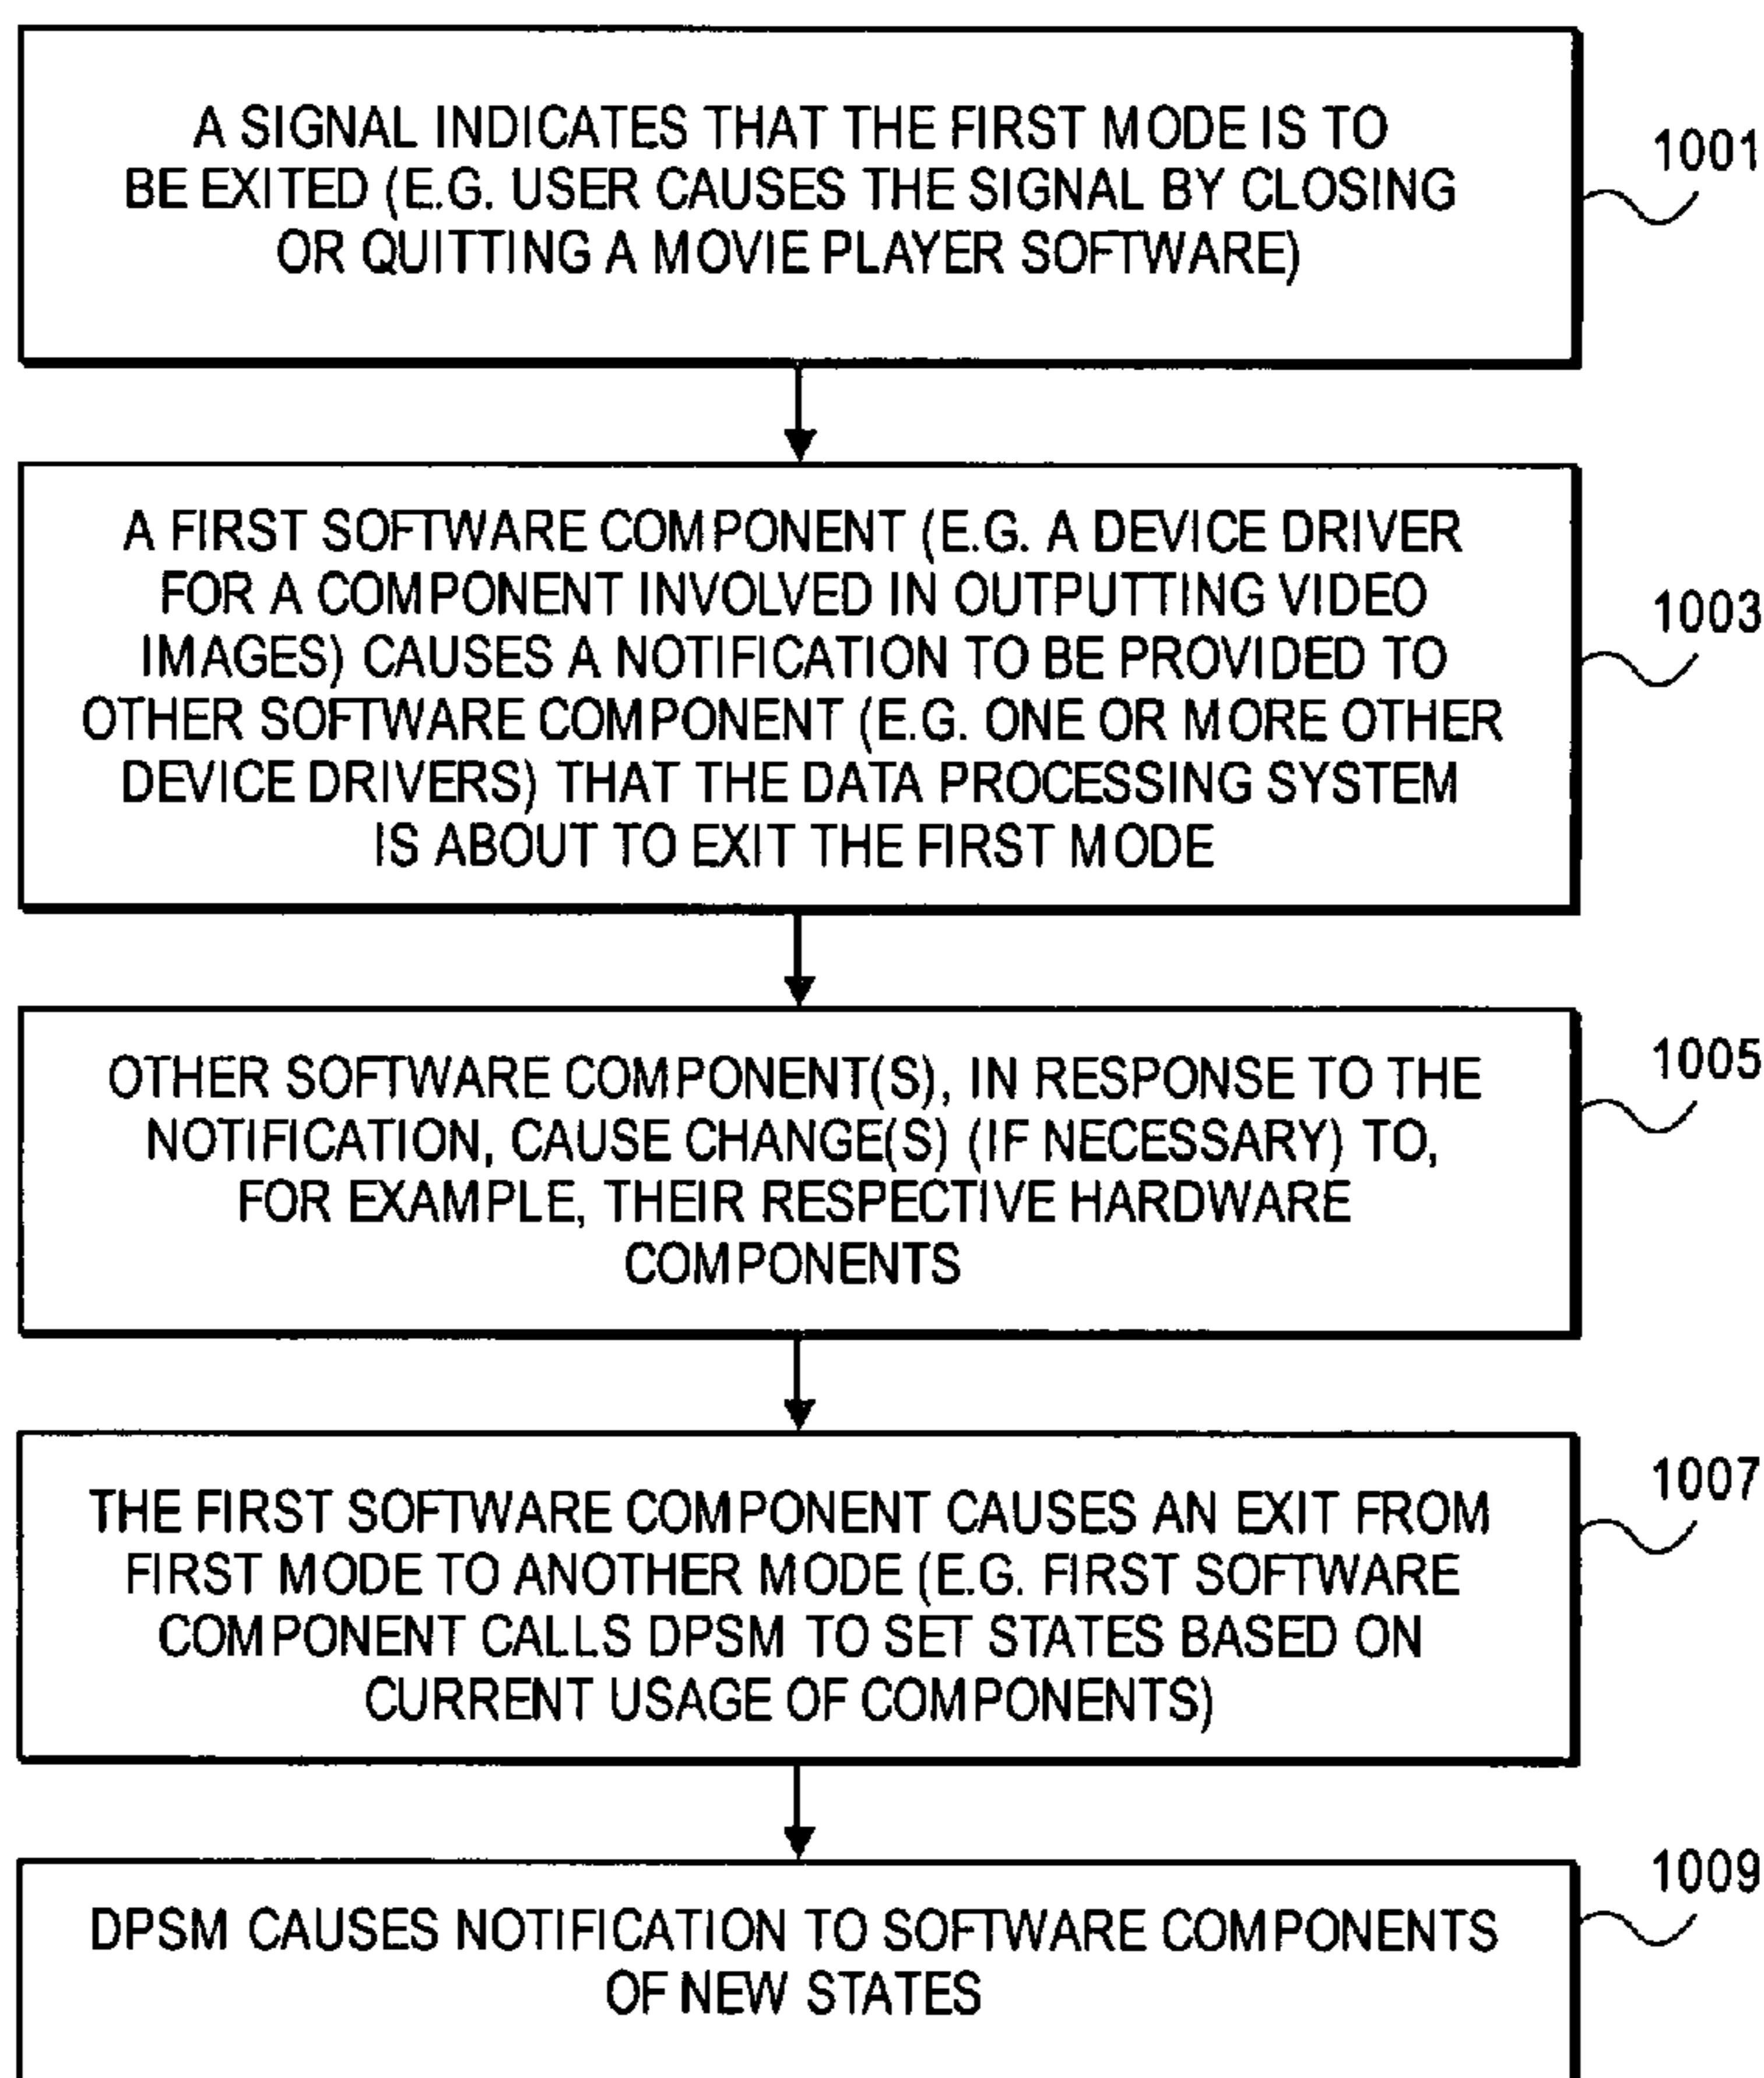 A SIGNAL INDICATES THAT THE FIRST MODE IS TO
BE EXITED (E.G. USER CAUSES THE SIGNAL BY CLOSING
OR QUITTING A MOVIE PLAYER SOFTWARE)
1001
A FIRST SOFTWARE COMPONENT (E.G. A DEVICE DRIVER
FOR A COMPONENT INVOLVED IN OUTPUTTING VIDEO
IMAGES) CAUSES A NOTIFICATION TO BE PROVIDED TO
OTHER SOFTWARE COMPONENT (E.G. ONE OR MORE OTHER
DEVICE DRIVERS) THAT THE DATA PROCESSING SYSTEM
IS ABOUT TO EXIT THE FIRST MODE
1003
OTHER SOFTWARE COMPONENT(S), IN RESPONSE TO THE
NOTIFICATION, CAUSE CHANGE(S) (IF NECESSARY) TO,
FOR EXAMPLE, THEIR RESPECTIVE HARDWARE
COMPONENTS
1005
THE FIRST SOFTWARE COMPONENT CAUSES AN EXIT FROM
FIRST MODE TO ANOTHER MODE (E.G. FIRST SOFTWARE
COMPONENT CALLS DPSM TO SET STATES BASED ON
CURRENT USAGE OF COMPONENTS)
1007
DPSM CAUSES NOTIFICATION TO SOFTWARE COMPONENTS
OF NEW STATES
1009